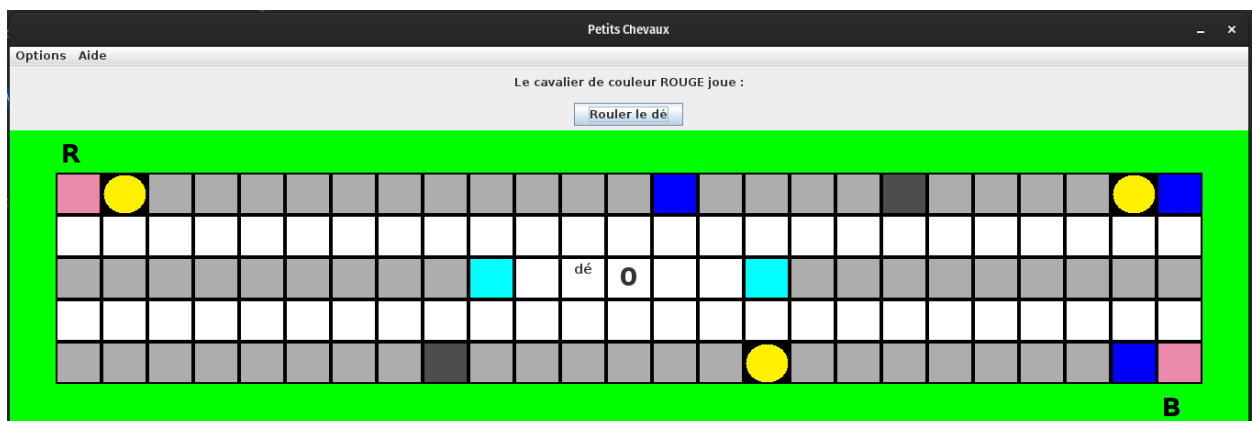 Petits Chevaux
Options Aide
Le cavalier de couleur ROUGE joue :
Rouler le dé
R
dé 0
B